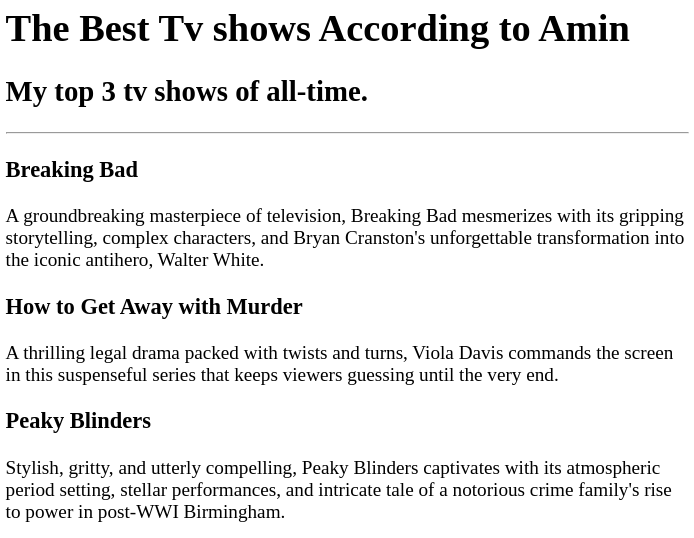 The Best Tv shows According to Amin
My top 3 tv shows of all-time.
Breaking Bad
A groundbreaking masterpiece of television, Breaking Bad mesmerizes with its gripping
storytelling, complex characters, and Bryan Cranston's unforgettable transformation into
the iconic antihero, Walter White.
How to Get Away with Murder
A thrilling legal drama packed with twists and turns, Viola Davis commands the screen
in this suspenseful series that keeps viewers guessing until the very end.
Peaky Blinders
Stylish, gritty, and utterly compelling, Peaky Blinders captivates with its atmospheric
period setting, stellar performances, and intricate tale of a notorious crime family's rise
to power in post-WWI Birmingham.